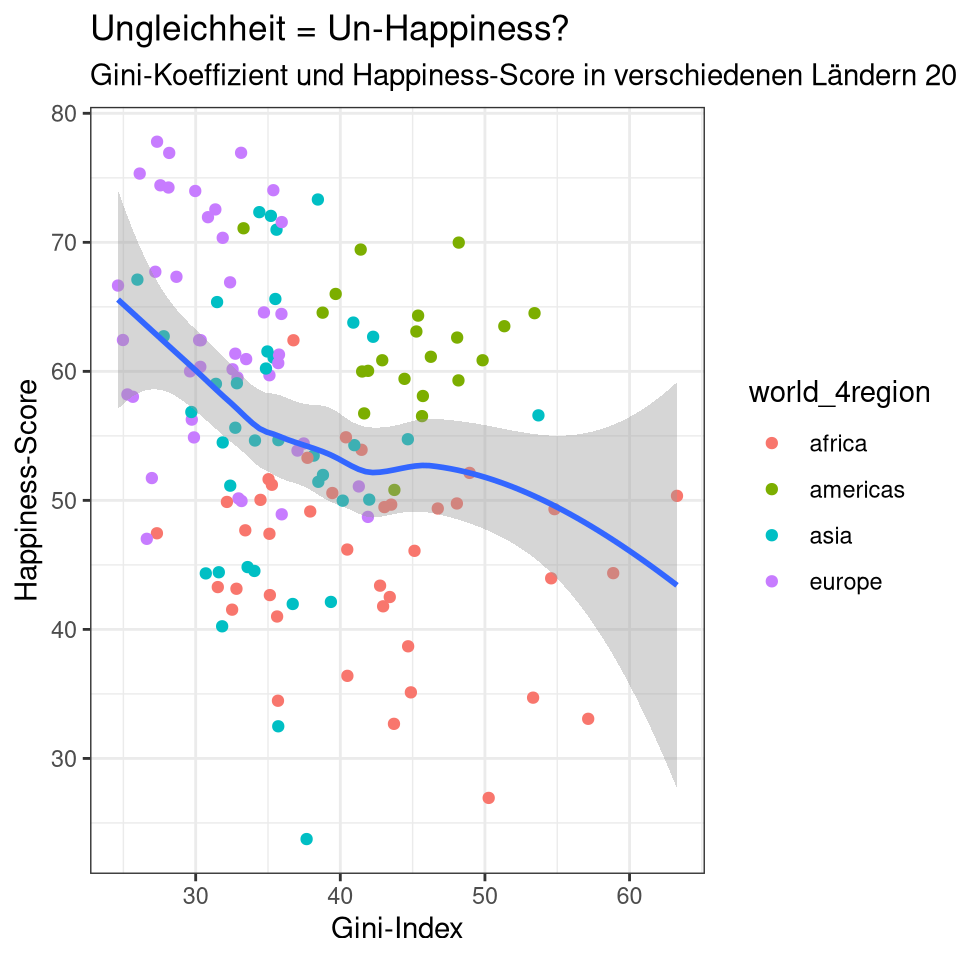 Ungleichheit = Un-Happiness?
Gini-Koeffizient und Happiness-Score in verschiedenen Ländern 20
80
70
60
50
40
30
Happiness-Score
30 40 50 60
Gini-Index
world_4region
africa
americas
asia
europe